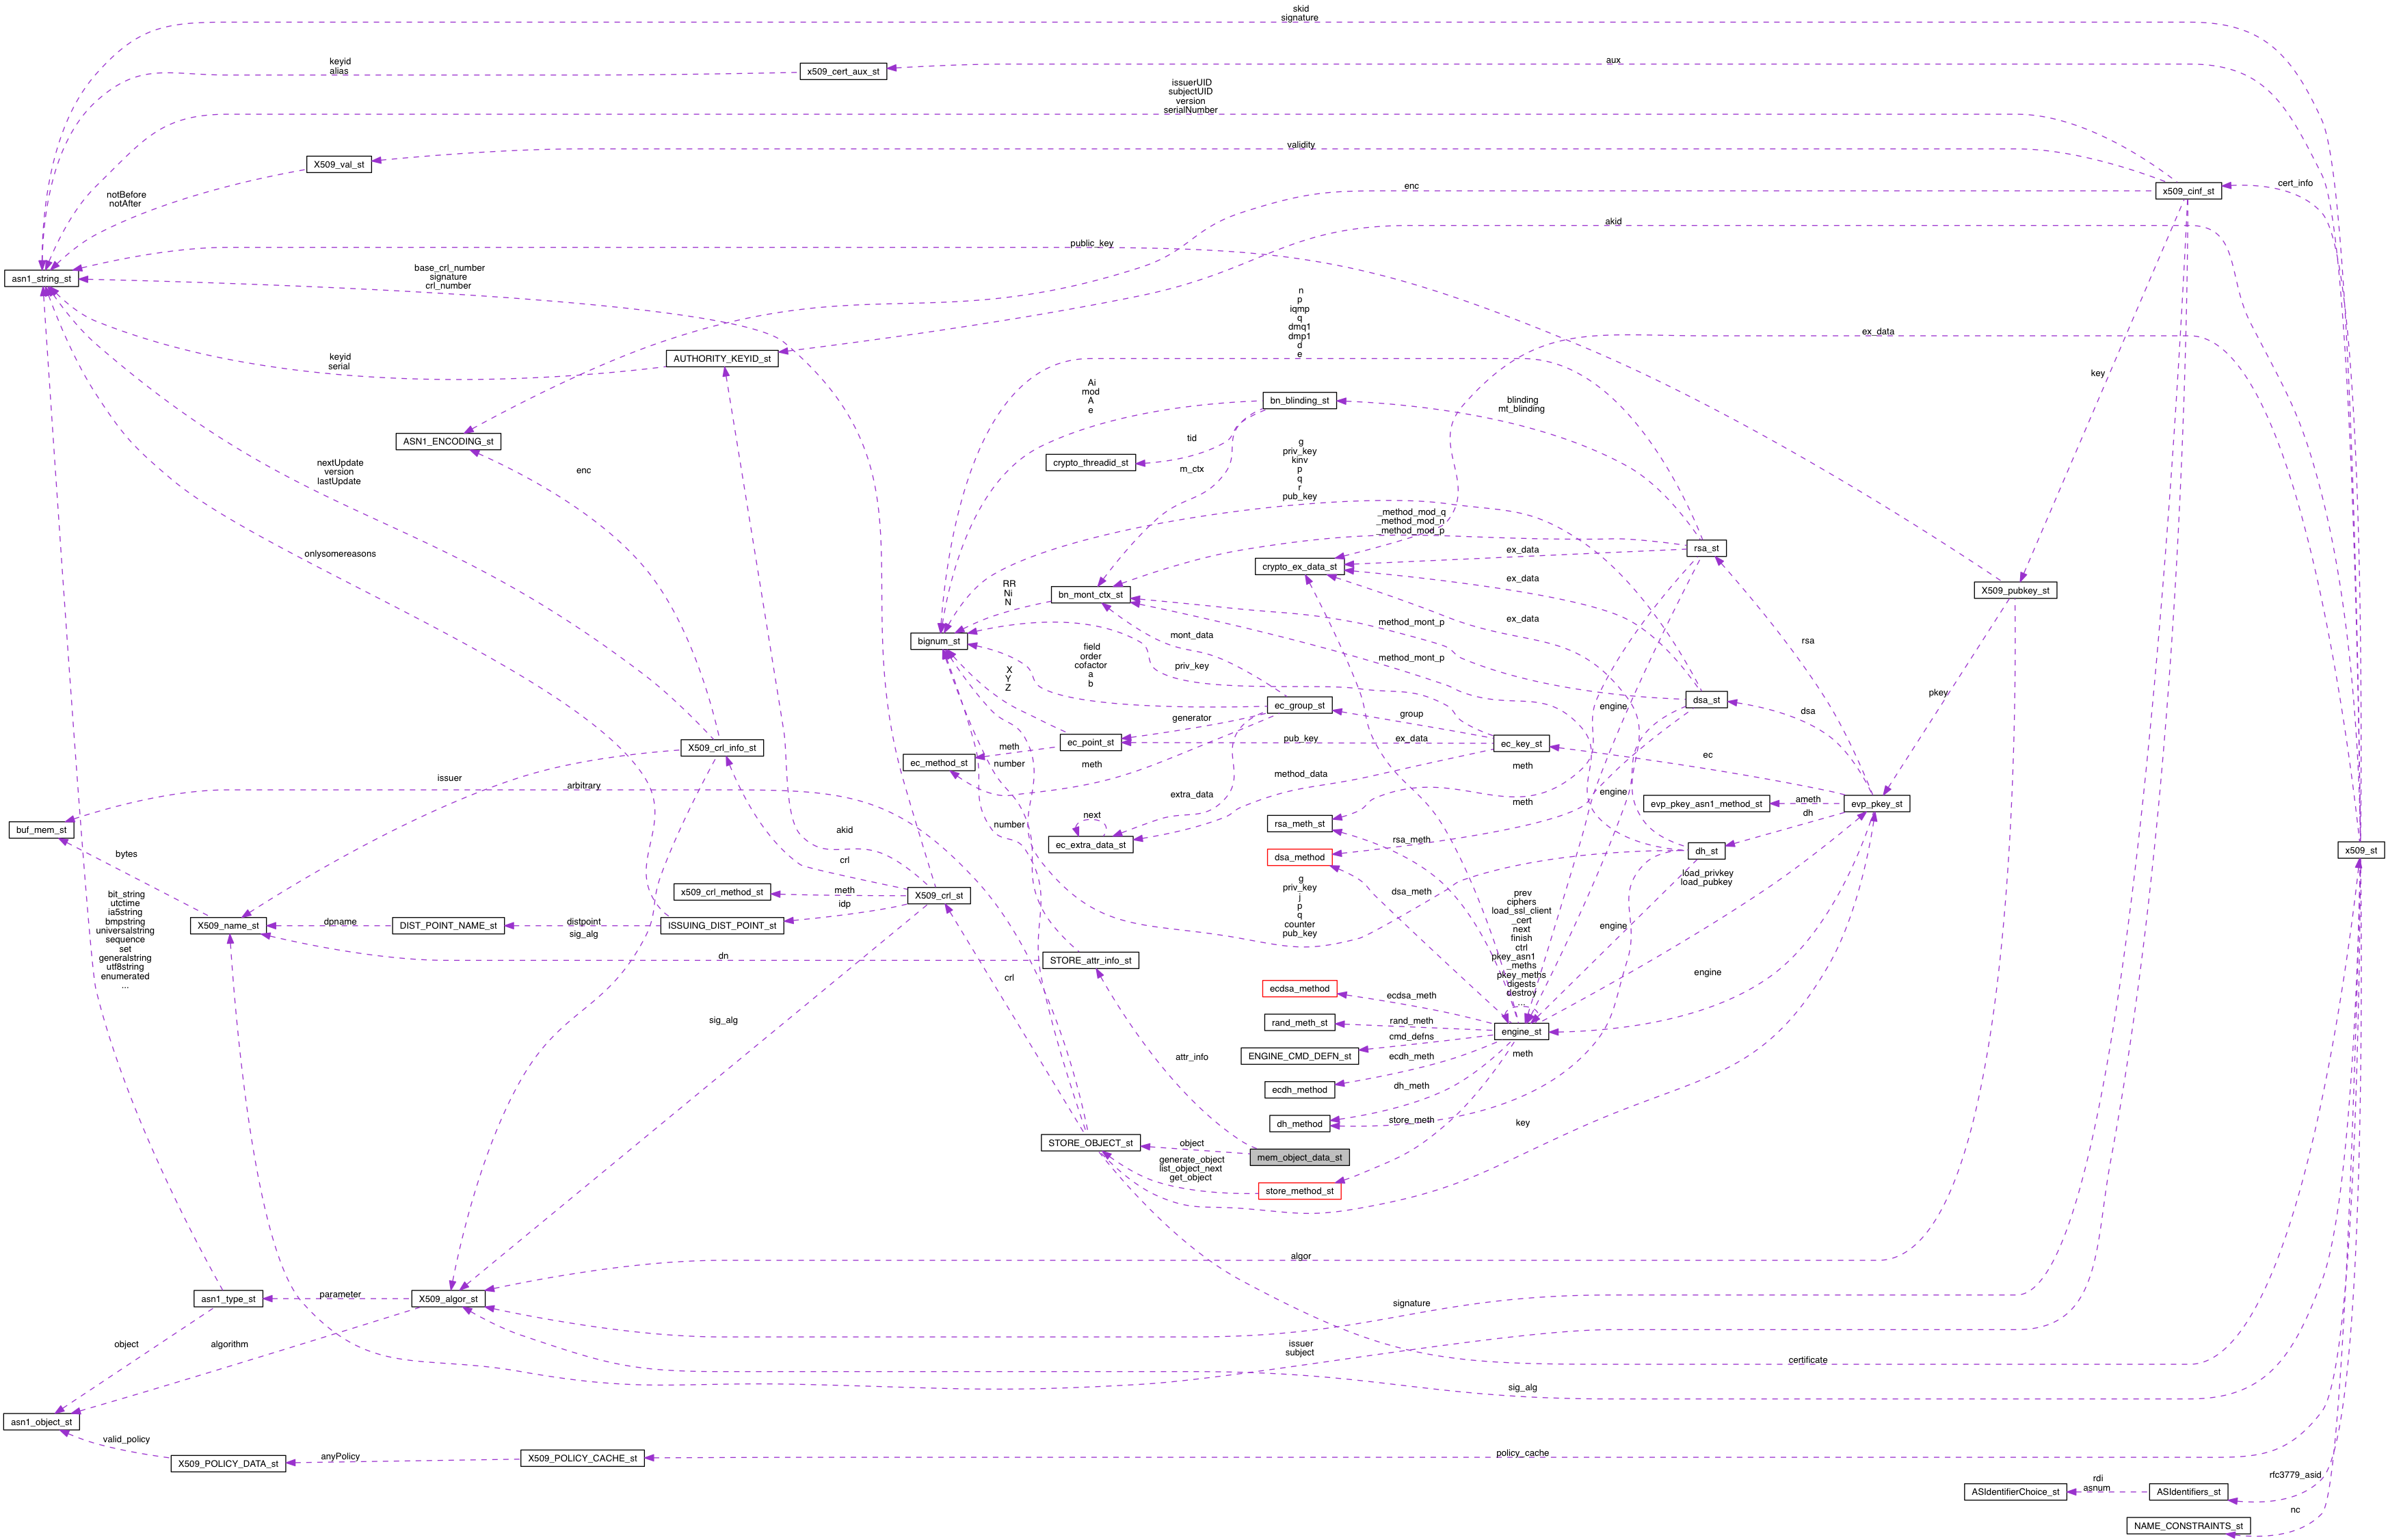 skid
signature
keyid
alias
x509_cert_aux_st
aux
issuerUID
subjectUID
version
serialNumber
X509_val_st
validity
notBefore
notAfter
enc
x509_cinf_st
cert_info
akid
public_key
asn1_string_st
base_crl_number
signature
crl_number
n
p
iqmp
q
dmq1
dmp1
d
e
ex_data
keyid
serial
AUTHORITY_KEYID_st
key
Ai
mod
A
e
bn_blinding_st
blinding
mt_blinding
ASN1_ENCODING_st
tid
crypto_threadid_st
m_ctx
g
priv_key
kinv
p
q
r
pub_key
nextUpdate
version
lastUpdate
enc
_method_mod_q
_method_mod_n
_method_mod_p
onlysomereasons
crypto_ex_data_st
ex_data
rsa_st
ex_data
RR
Ni
N
bn_mont_ctx_st
X509_pubkey_st
bignum_st
mont_data
method_mont_p
ex_data
rsa
field
order
cofactor
a
b
X
Y
Z
priv_key
method_mont_p
pkey
ec_group_st
engine
dsa_st
dsa
generator
group
ec_point_st
pub_key
ex_data
ec_key_st
X509_crl_info_st
meth
ec
ec_method_st
number
meth
meth
issuer
arbitrary
method_data
extra_data
meth
engine
evp_pkey_asn1_method_st
ameth
evp_pkey_st
buf_mem_st
next
ec_extra_data_st
number
rsa_meth_st
rsa_meth
dh
akid
bytes
crl
dsa_method
dh_st
x509_st
load_privkey
load_pubkey
bit_string
utctime
ia5string
bmpstring
universalstring
sequence
set
generalstring
utf8string
enumerated
...
x509_crl_method_st
meth
X509_crl_st
idp
g
priv_key
j
p
q
counter
pub_key
dsa_meth
prev
ciphers
load_ssl_client
_cert
next
finish
ctrl
pkey_asn1
_meths
pkey_meths
digests
destroy
...
X509_name_st
dpname
DIST_POINT_NAME_st
distpoint
ISSUING_DIST_POINT_st
sig_alg
engine
dn
STORE_attr_info_st
crl
engine
ecdsa_method
ecdsa_meth
sig_alg
rand_meth_st
rand_meth
engine_st
cmd_defns
ENGINE_CMD_DEFN_st
ecdh_meth
meth
attr_info
ecdh_method
dh_meth
dh_method
store_meth
key
STORE_OBJECT_st
object
mem_object_data_st
generate_object
list_object_next
get_object
store_method_st
algor
asn1_type_st
parameter
X509_algor_st
signature
object
algorithm
issuer
subject
certificate
sig_alg
asn1_object_st
valid_policy
X509_POLICY_DATA_st
anyPolicy
X509_POLICY_CACHE_st
policy_cache
rfc3779_asid
rdi
asnum
ASIdentifierChoice_st
ASIdentifiers_st
nc
NAME_CONSTRAINTS_st